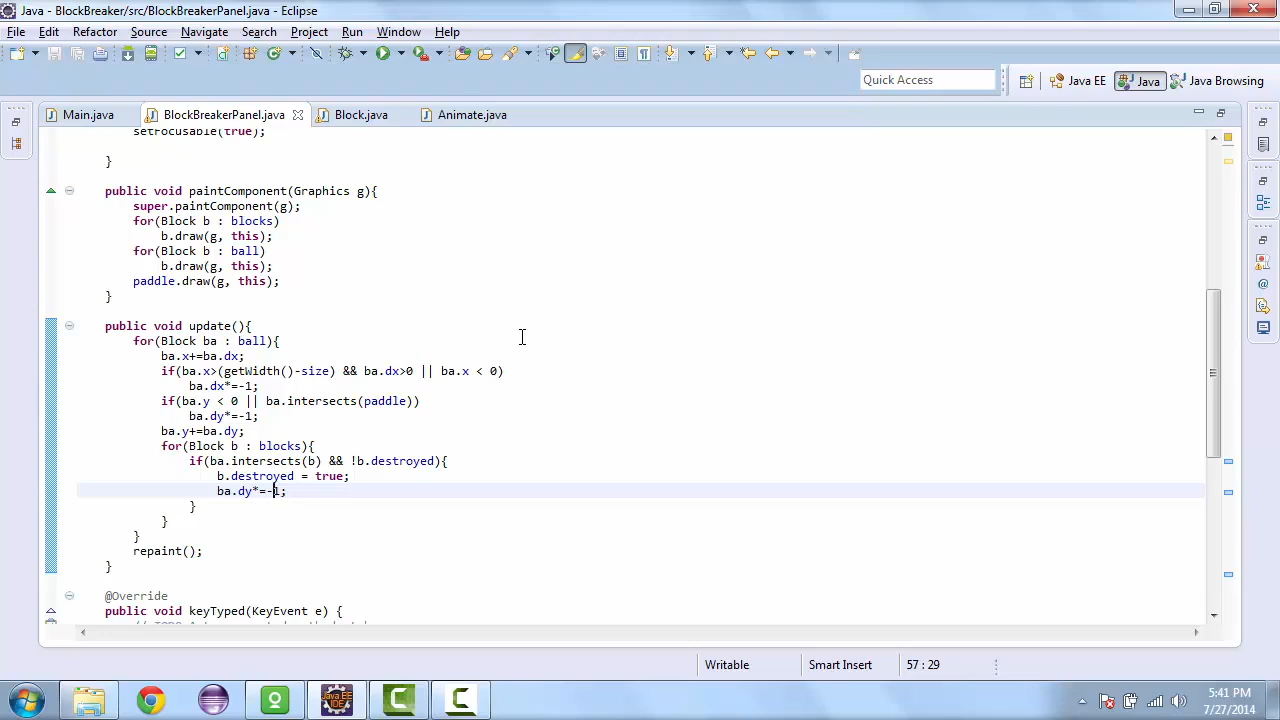 Java - BlockBreaker/src/BlockBreakerPanel.java - Eclipse
File Edit Refactor Source Navigate Search Project Run Window Help
Quick Access
Java EE Java Java Browsing
Main.java BlockBreakerPanel.java Block.java Animate.java
setFocusable(true);
}
public void paintComponent(Graphics g){
super.paintComponent(g);
for(Block b : blocks)
b.draw(g, this);
for(Block b : ball)
b.draw(g, this);
paddle.draw(g, this);
}
public void update(){
for(Block ba : ball){
ba.x+=ba.dx;
if(ba.x>(getWidth()-size) && ba.dx>0 || ba.x < 0)
ba.dx*=-1;
if(ba.y < 0 || ba.intersects(paddle))
ba.dy*=-1;
ba.y+=ba.dy;
for(Block b : blocks){
if(ba.intersects(b) && !b.destroyed){
b.destroyed = true;
ba.dy*=-1;
}
}
}
repaint();
}
@Override
public void keyTyped(KeyEvent e) {
Writable Smart Insert 57 : 29
Java EE IDE
5:41 PM
7/27/2014